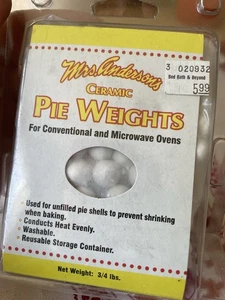 Mrs. Anderson's
CERAMIC
PIE WEIGHTS
3 020932
Bed Bath & Beyond
5.99
For Conventional and Microwave Ovens
Used for unfilled pie shells to prevent shrinking
when baking.
Conducts Heat Evenly.
Washable.
Reusable Storage Container.
Net Weight: 3/4 lbs.